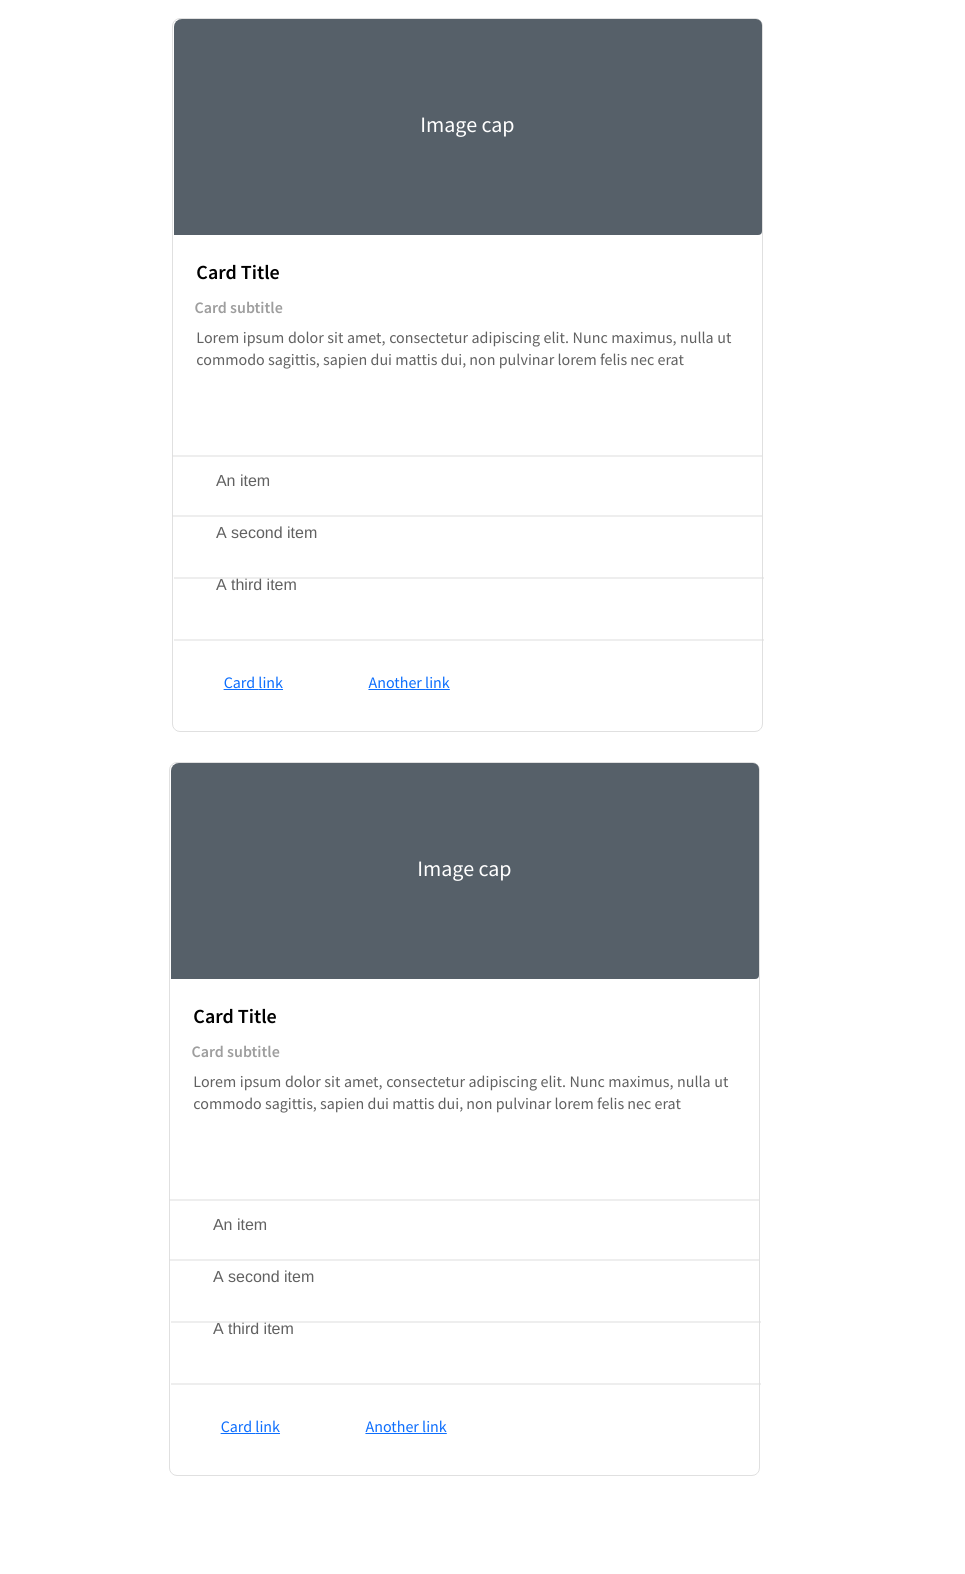 Image cap
Card Title
Card subtitle
Lorem ipsum dolor sit amet, consectetur adipiscing elit. Nunc maximus, nulla ut
commodo sagittis, sapien dui mattis dui, non pulvinar lorem felis nec erat
An item
A second item
A third item
Card link Another link
Image cap
Card Title
Card subtitle
Lorem ipsum dolor sit amet, consectetur adipiscing elit. Nunc maximus, nulla ut
commodo sagittis, sapien dui mattis dui, non pulvinar lorem felis nec erat
An item
A second item
A third item
Card link Another link